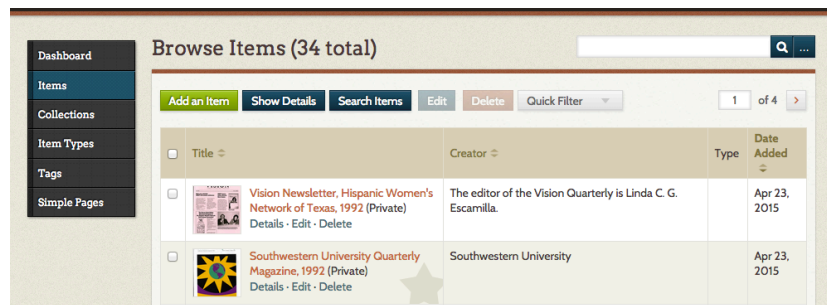 Browse Items (34 total)
...
Dashboard
Items
Collections
Item Types
Tags
Simple Pages
Add an Item Show Details Search Items Edit Delete Quick Filter 1 of 4 >
Title Creator Type Date
Added
Vision Newsletter, Hispanic Women's
Network of Texas, 1992 (Private)
Details · Edit · Delete
The editor of the Vision Quarterly is Linda C. G.
Escamilla.
Apr 23,
2015
Southwestern University Quarterly
Magazine, 1992 (Private)
Details · Edit · Delete
Southwestern University
Apr 23,
2015